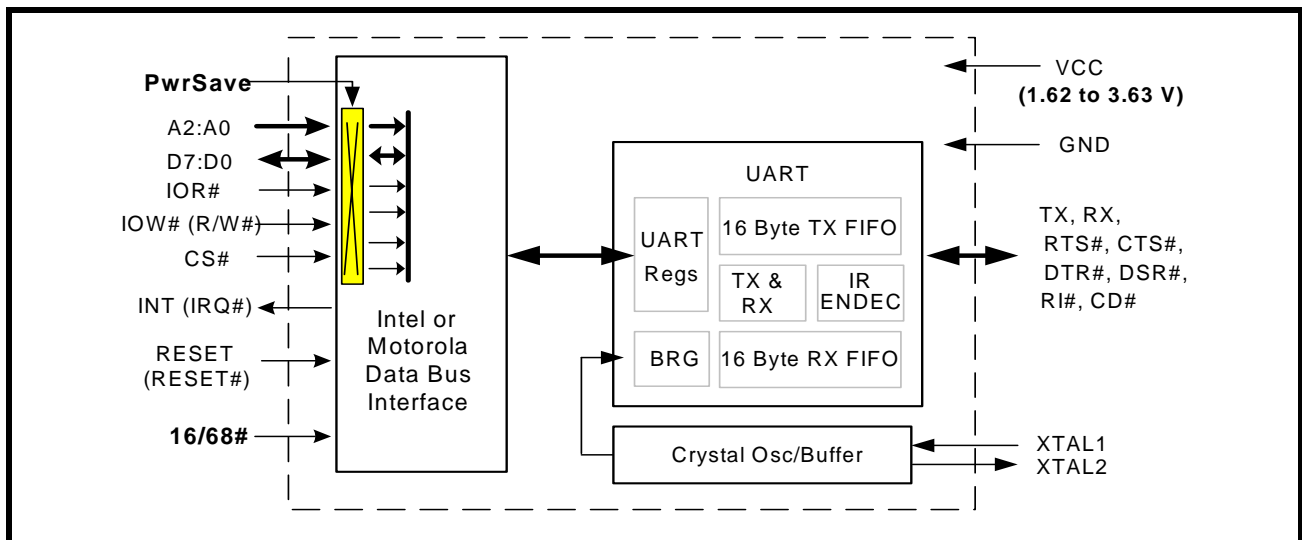 PwrSave
A2:A0
D7:D0
IOR#
IOW# (R/W#)
CS#
INT (IRQ#)
RESET
(RESET#)
16/68#
Intel or
Motorola
Data Bus
Interface
UART
UART
Regs
16 Byte TX FIFO
TX &
RX
IR
ENDEC
BRG
16 Byte RX FIFO
Crystal Osc/Buffer
VCC
(1.62 to 3.63 V)
GND
TX, RX,
RTS#, CTS#,
DTR#, DSR#,
RI#, CD#
XTAL1
XTAL2